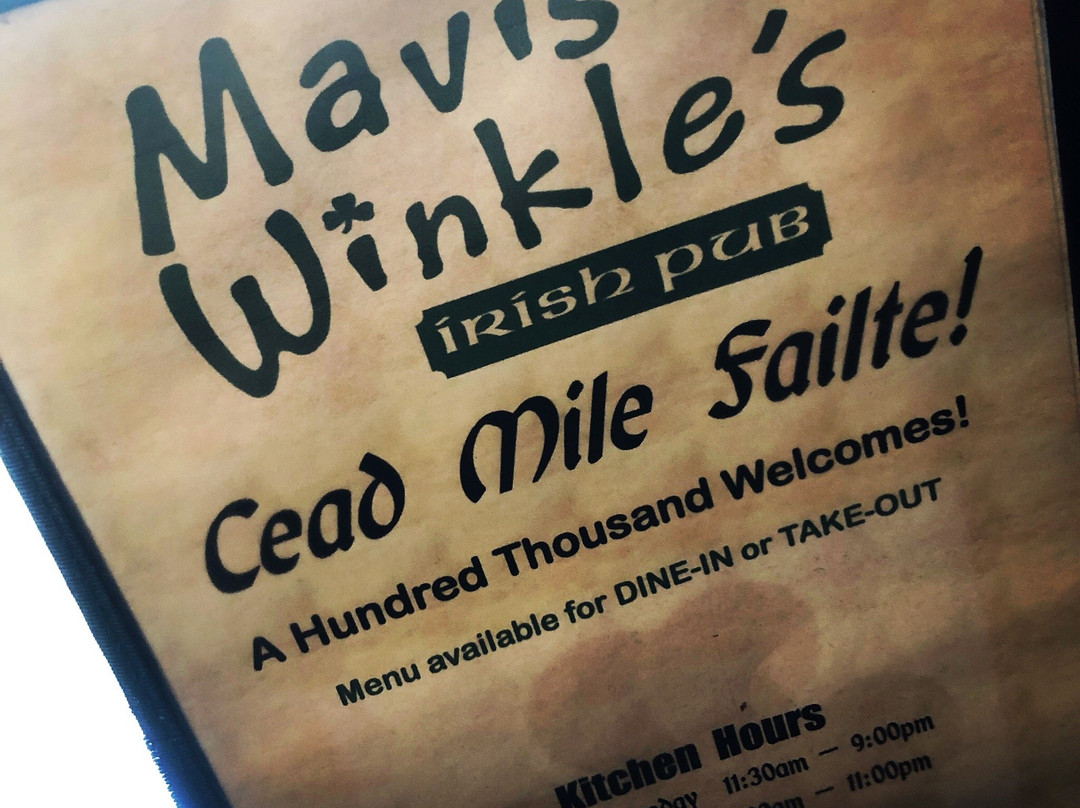 Mavis
Winkle's
IRISH PUB
Cead Mile Failte!
A Hundred Thousand Welcomes!
Menu available for DINE-IN or TAKE-OUT
Kitchen Hours
11:30am — 9:00pm
— 11:00pm